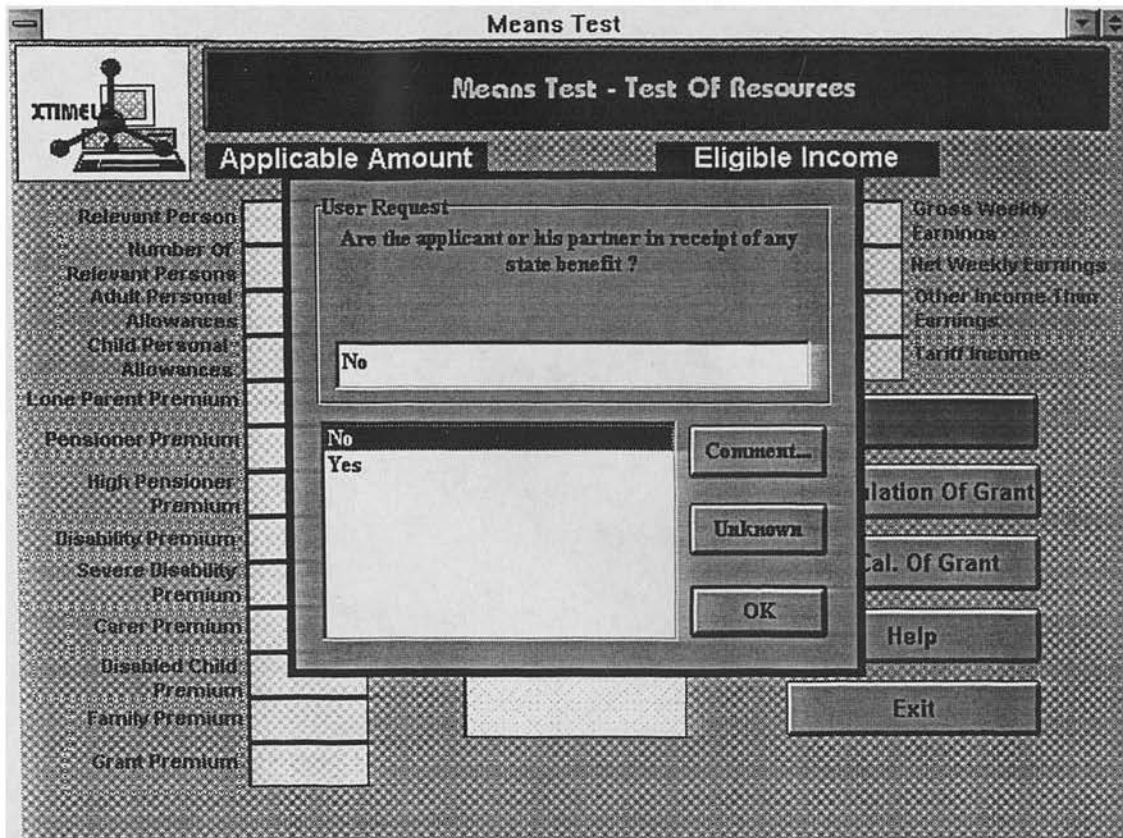 Means Test
XTIMEL
Means Test - Test Of Resources
Applicable Amount
Eligible Income
Relevant Person
Number Of
Relevant Persons
Adult Personal
Allowances
Child Personal
Allowances
Lone Parent Premium
Pensioner Premium
High Pensioner
Premium
Disability Premium
Severe Disability
Premium
Carer Premium
Disabled Child
Premium
Family Premium
Grant Premium
User Request
Are the applicant or his partner in receipt of any
state benefit ?
No
No
Yes
Comment...
Unknown
OK
Gross Weekly
Earnings
Net Weekly Earnings
Other Income Than
Earnings
Tariff Income
lation Of Grant
Cal. Of Grant
Help
Exit